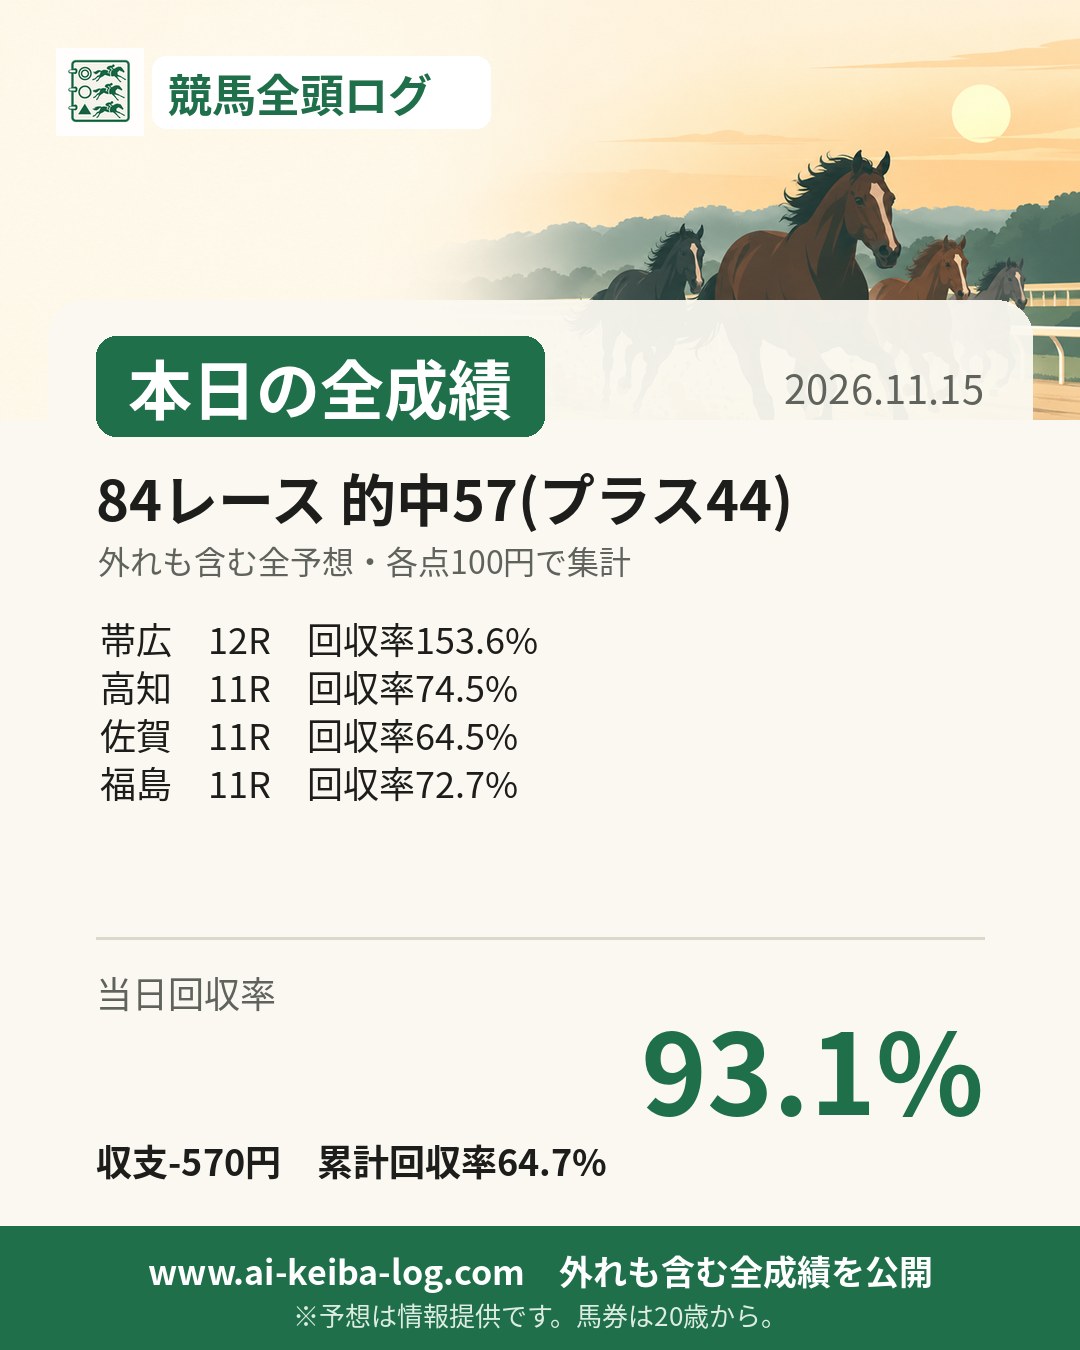 競馬全頭ログ
本日の全成績
2026.11.15
84レース 的中57(プラス44)
外れも含む全予想・各点100円で集計
帯広　12R　回収率153.6%
高知　11R　回収率74.5%
佐賀　11R　回収率64.5%
福島　11R　回収率72.7%
当日回収率
93.1%
収支-570円　累計回収率64.7%
www.ai-keiba-log.com　外れも含む全成績を公開
※予想は情報提供です。馬券は20歳から。